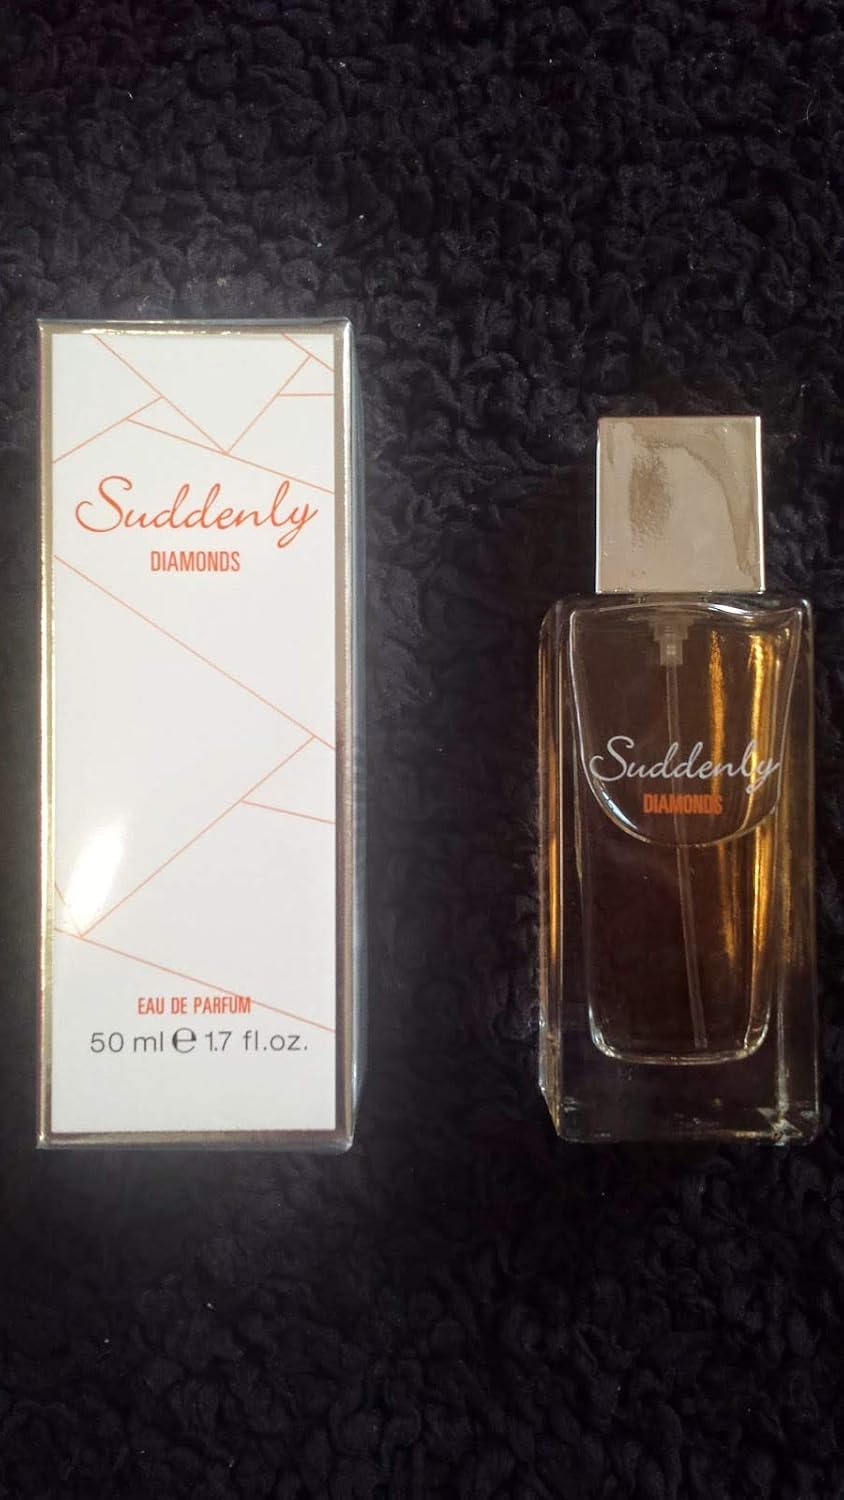 Suddenly
DIAMONDS
EAU DE PARFUM
50 ml e 1.7 fl.oz.
Suddenly
DIAMONDS